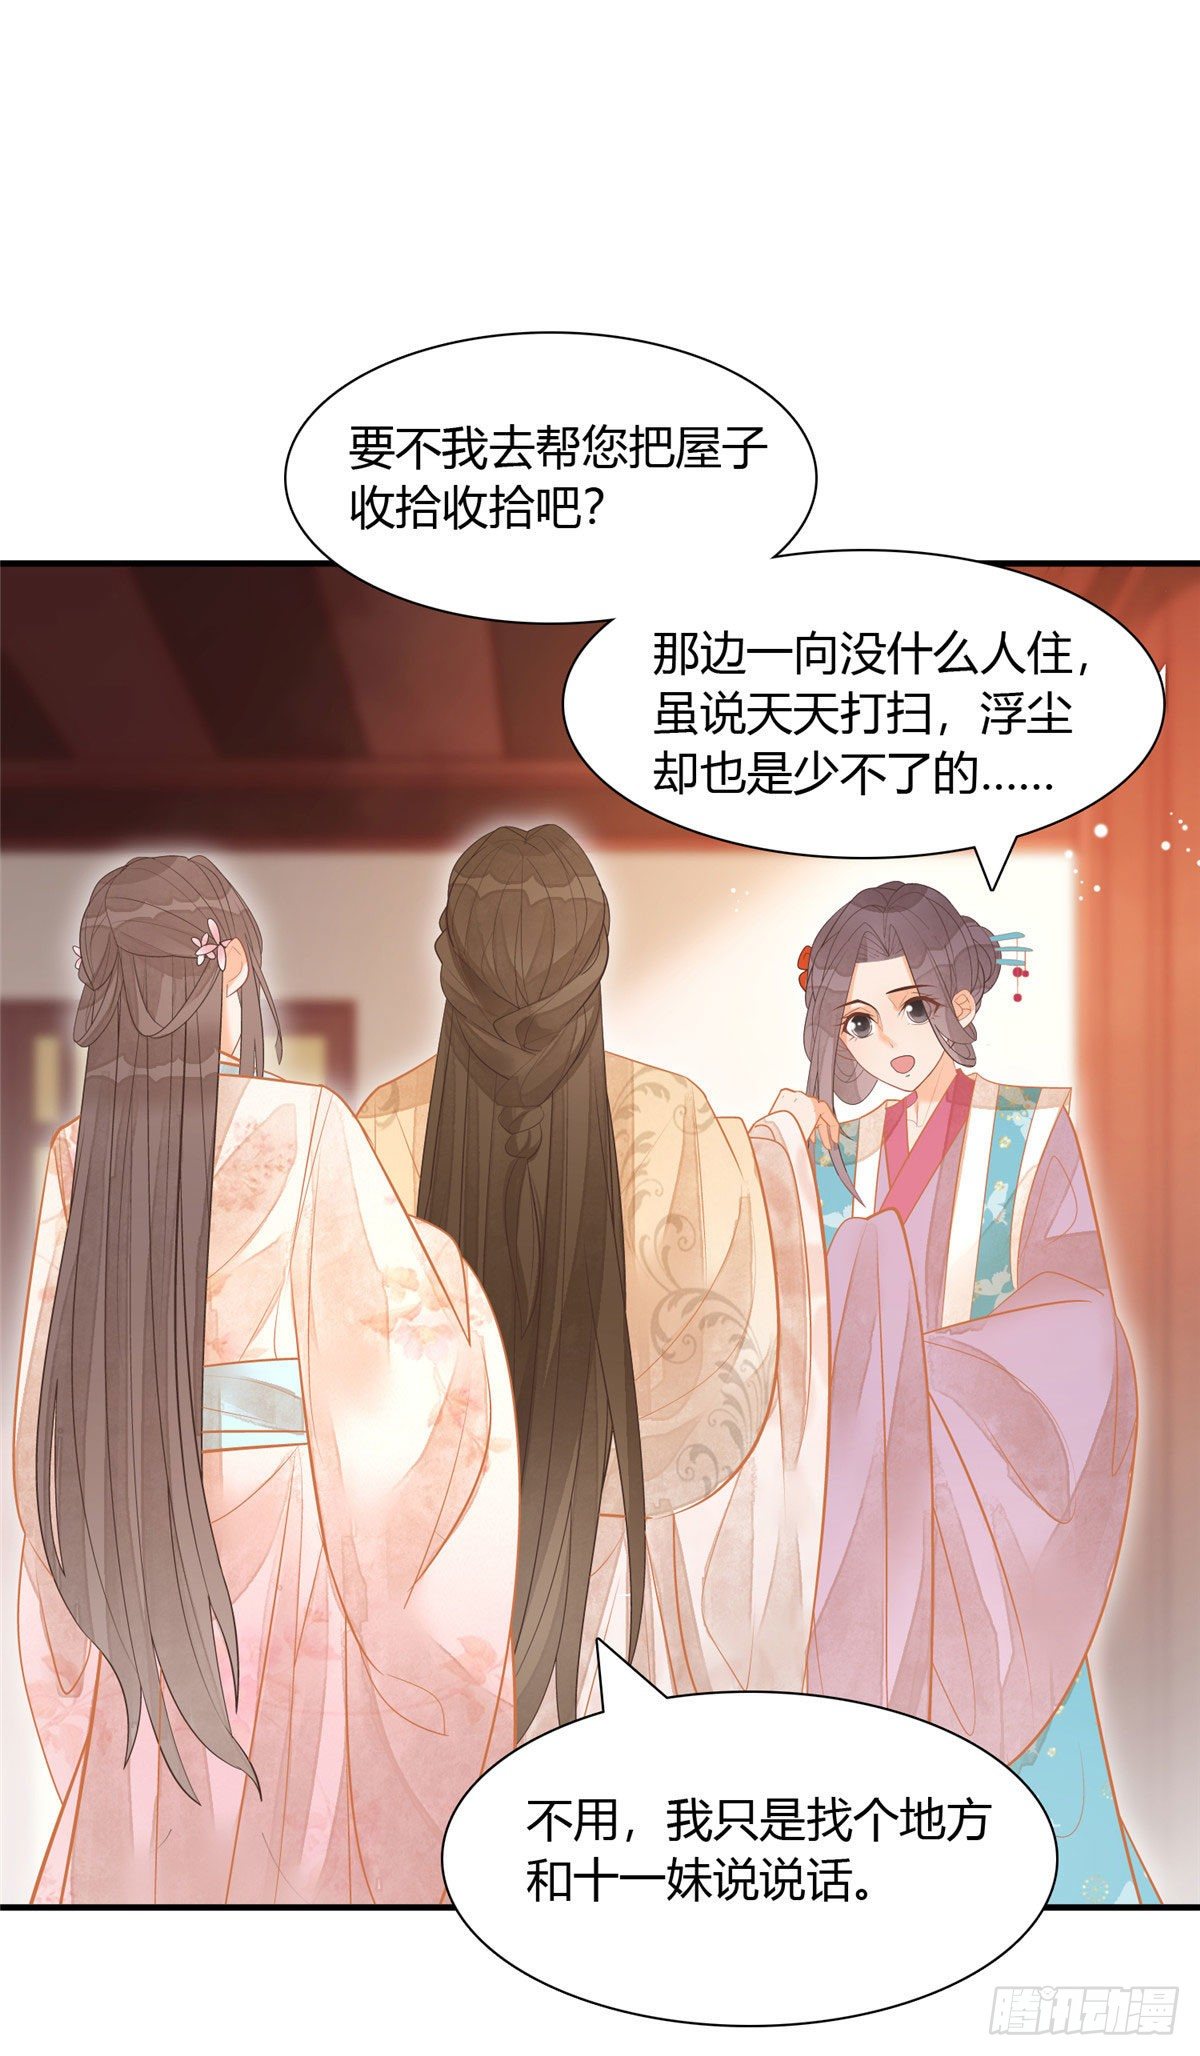 要不我去帮您把屋子
收拾收拾吧？
那边一向没什么人住，
虽说天天打扫，浮尘
却也是少不了的……
不用，我只是找个地方
和十一妹说说话。
腾讯动漫